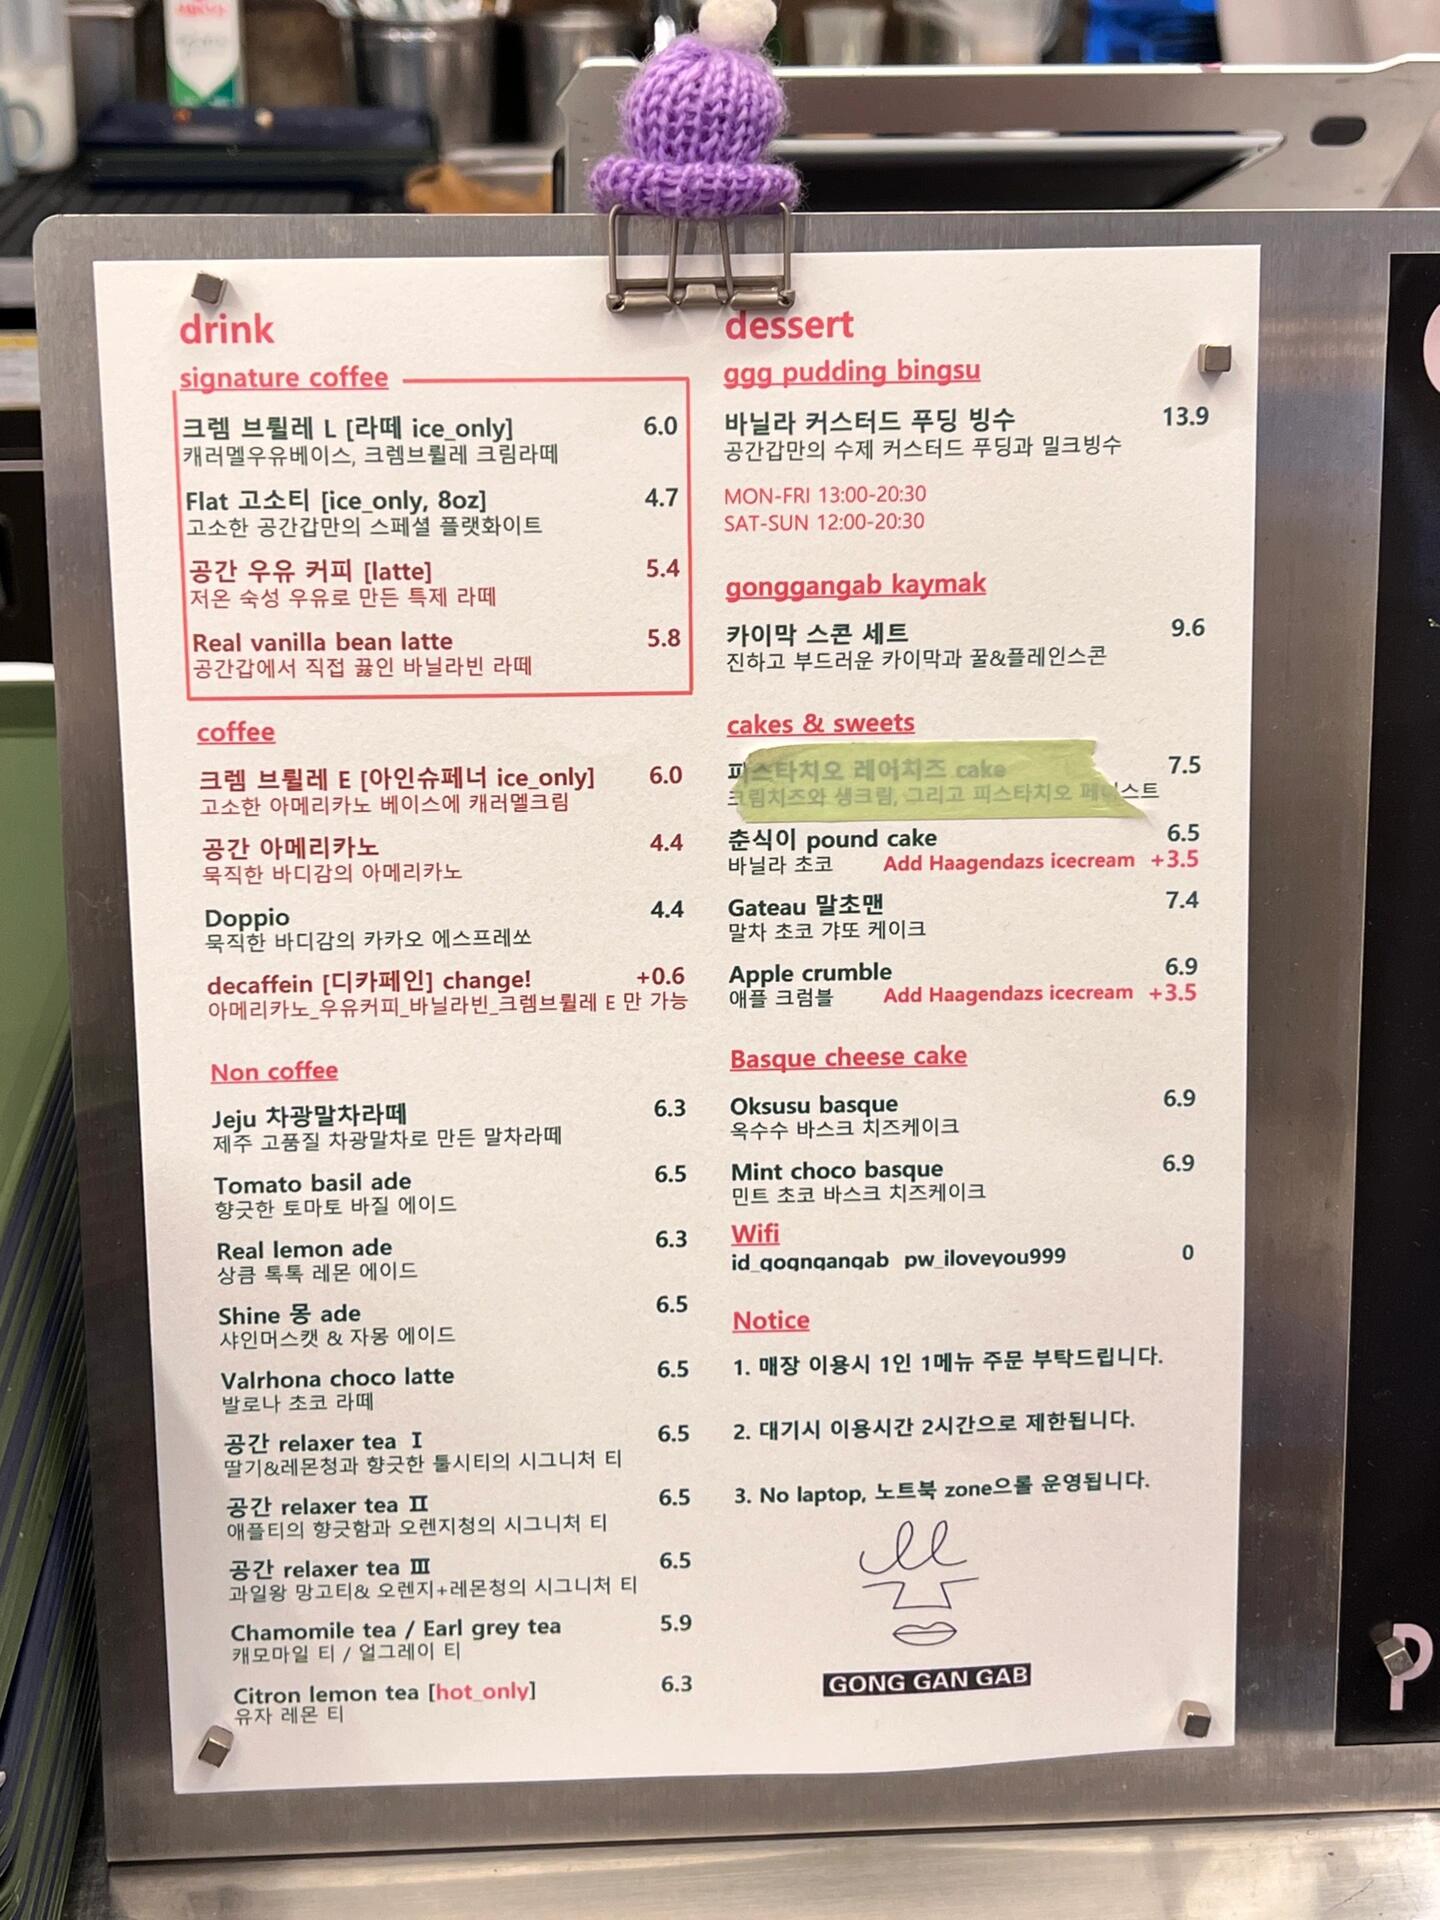 drink
signature coffee
크렘 브륄레 L [라떼 ice_only] 6.0
캐러멜우유베이스, 크렘브륄레 크림라떼
Flat 고소티 [ice_only, 8oz] 4.7
고소한 공간갑만의 스페셜 플랫화이트
공간 우유 커피 [latte] 5.4
저온 숙성 우유로 만든 특제 라떼
Real vanilla bean latte 5.8
공간갑에서 직접 끓인 바닐라빈 라떼
coffee
크렘 브륄레 E [아인슈페너 ice_only] 6.0
고소한 아메리카노 베이스에 캐러멜크림
공간 아메리카노 4.4
묵직한 바디감의 아메리카노
Doppio 4.4
묵직한 바디감의 카카오 에스프레쏘
decaffein [디카페인] change! +0.6
아메리카노_우유커피_바닐라빈_크렘브륄레 E 만 가능
Non coffee
Jeju 차광말차라떼 6.3
제주 고품질 차광말차로 만든 말차라떼
Tomato basil ade 6.5
향긋한 토마토 바질 에이드
Real lemon ade 6.3
상큼 톡톡 레몬 에이드
Shine 몽 ade 6.5
샤인머스캣 & 자몽 에이드
Valrhona choco latte 6.5
발로나 초코 라떼
공간 relaxer tea Ⅰ 6.5
딸기&레몬청과 향긋한 툴시티의 시그니처 티
공간 relaxer tea Ⅱ 6.5
애플티의 향긋함과 오렌지청의 시그니처 티
공간 relaxer tea Ⅲ 6.5
과일왕 망고티& 오렌지+레몬청의 시그니처 티
Chamomile tea / Earl grey tea 5.9
캐모마일 티 / 얼그레이 티
Citron lemon tea [hot_only] 6.3
유자 레몬 티
dessert
ggg pudding bingsu
바닐라 커스터드 푸딩 빙수 13.9
공간갑만의 수제 커스터드 푸딩과 밀크빙수
MON-FRI 13:00-20:30
SAT-SUN 12:00-20:30
gonggangab kaymak
카이막 스콘 세트 9.6
진하고 부드러운 카이막과 꿀&플레인스콘
cakes & sweets
피스타치오 레어치즈 cake 7.5
크림치즈와 생크림, 그리고 피스타치오 페이스트
춘식이 pound cake 6.5
바닐라 초코 Add Haagendazs icecream +3.5
Gateau 말초맨 7.4
말차 초코 갸또 케이크
Apple crumble 6.9
애플 크럼블 Add Haagendazs icecream +3.5
Basque cheese cake
Oksusu basque 6.9
옥수수 바스크 치즈케이크
Mint choco basque 6.9
민트 초코 바스크 치즈케이크
Wifi
id_gogngangab pw_iloveyou999 0
Notice
1. 매장 이용시 1인 1메뉴 주문 부탁드립니다.
2. 대기시 이용시간 2시간으로 제한됩니다.
3. No laptop, 노트북 zone으롤 운영됩니다.
GONG GAN GAB